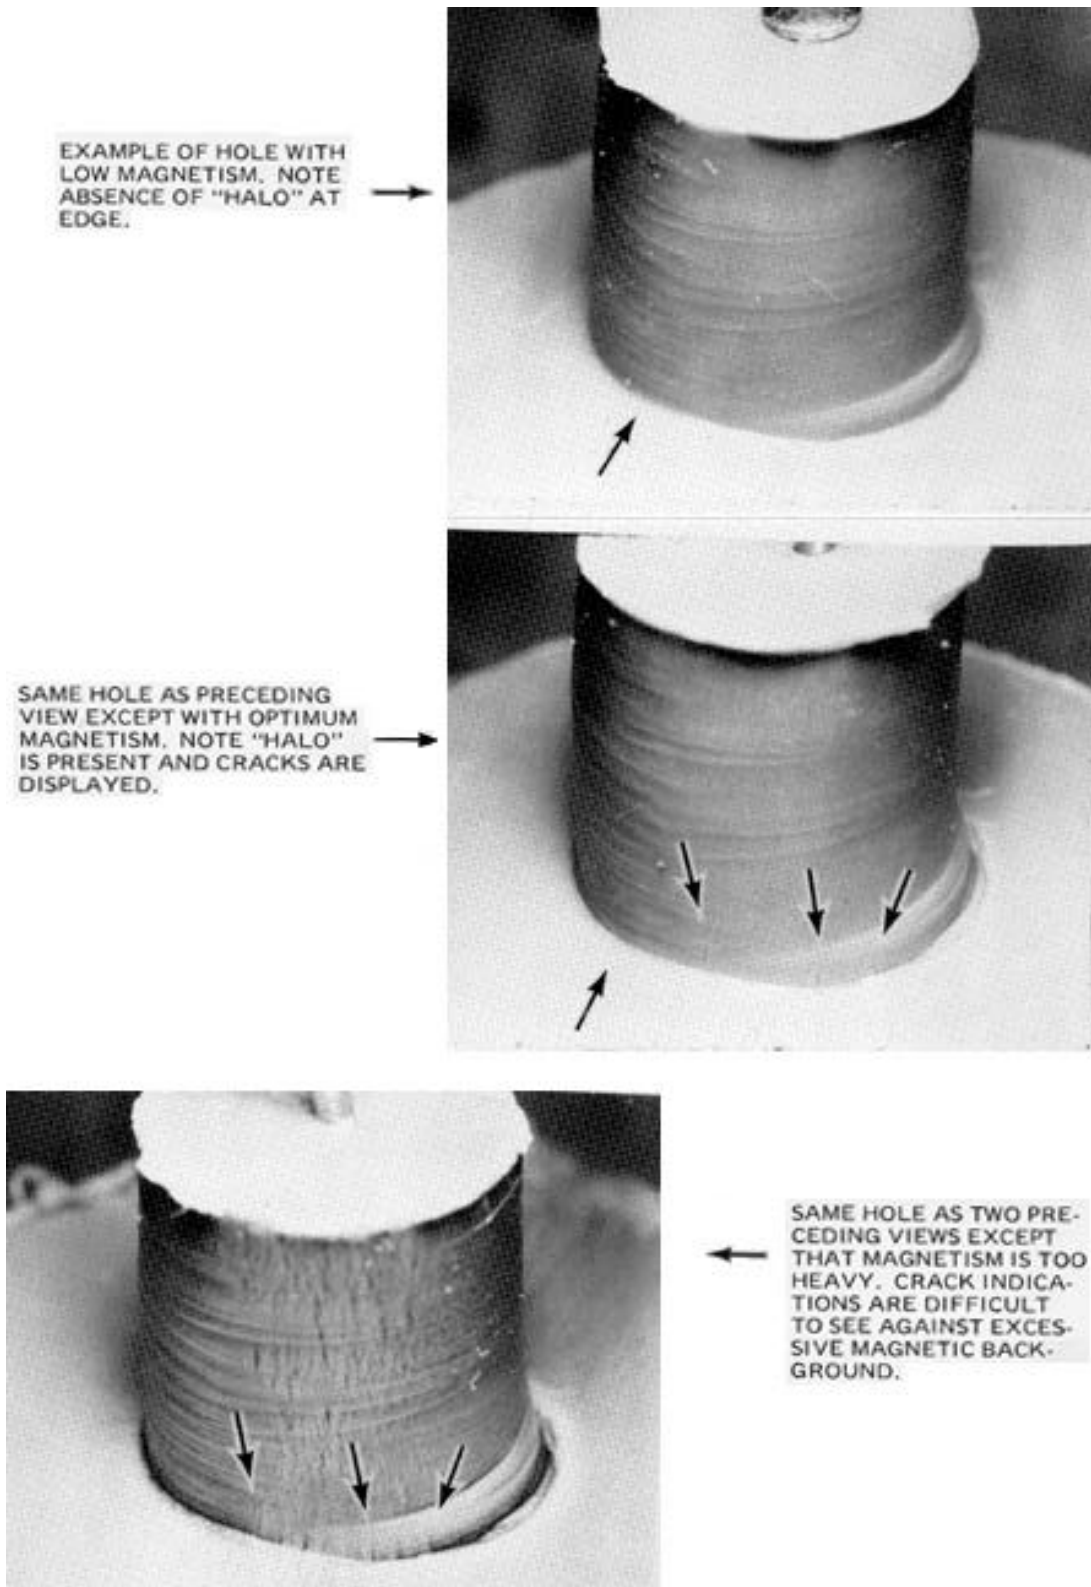 EXAMPLE OF HOLE WITH
LOW MAGNETISM. NOTE
ABSENCE OF "HALO" AT
EDGE.
SAME HOLE AS PRECEDING
VIEW EXCEPT WITH OPTIMUM
MAGNETISM. NOTE "HALO"
IS PRESENT AND CRACKS ARE
DISPLAYED.
SAME HOLE AS TWO PRE-
CEDING VIEWS EXCEPT
THAT MAGNETISM IS TOO
HEAVY. CRACK INDICA-
TIONS ARE DIFFICULT
TO SEE AGAINST EXCES-
SIVE MAGNETIC BACK-
GROUND.